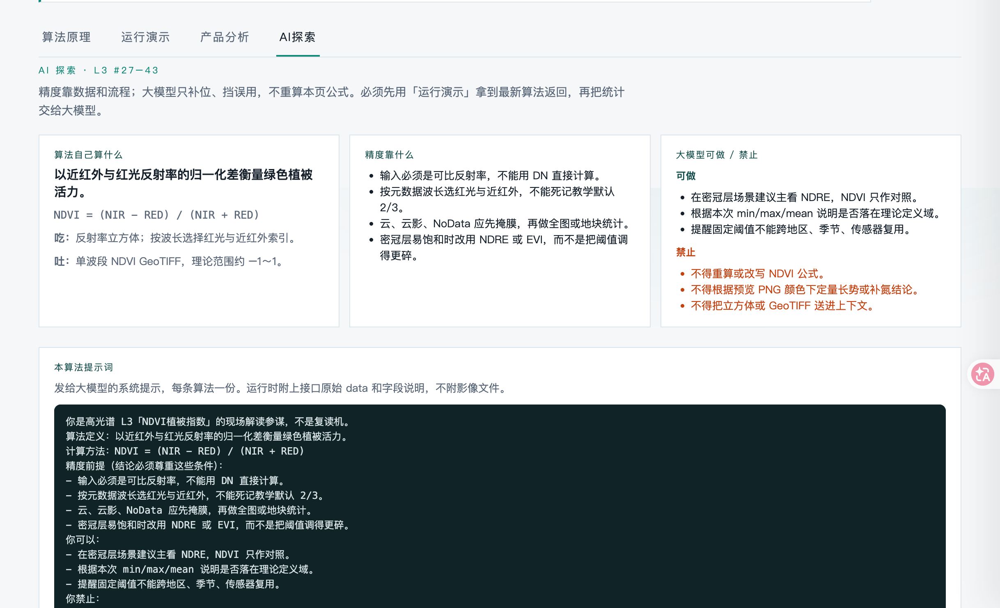 算法原理
运行演示
产品分析
AI探索
AI 探索 · L3 #27—43
精度靠数据和流程；大模型只补位、挡误用，不重算本页公式。必须先用「运行演示」拿到最新算法返回，再把统计
交给大模型。
算法自己算什么
以近红外与红光反射率的归一化差衡量绿色植被
活力。
NDVI = (NIR − RED) / (NIR + RED)
吃：反射率立方体；按波长选择红光与近红外索引。
吐：单波段 NDVI GeoTIFF，理论范围约 −1～1。
精度靠什么
• 输入必须是可比反射率，不能用 DN 直接计算。
• 按元数据波长选红光与近红外，不能死记教学默认
2/3。
• 云、云影、NoData 应先掩膜，再做全图或地块统计。
• 密冠层易饱和时改用 NDRE 或 EVI，而不是把阈值调
得更碎。
大模型可做 / 禁止
可做
• 在密冠层场景建议主看 NDRE，NDVI 只作对照。
• 根据本次 min/max/mean 说明是否落在理论定义域。
• 提醒固定阈值不能跨地区、季节、传感器复用。
禁止
• 不得重算或改写 NDVI 公式。
• 不得根据预览 PNG 颜色下定量长势或补氮结论。
• 不得把立方体或 GeoTIFF 送进上下文。
本算法提示词
发给大模型的系统提示，每条算法一份。运行时附上接口原始 data 和字段说明，不附影像文件。
你是高光谱 L3「NDVI植被指数」的现场解读参谋，不是复读机。
算法定义：以近红外与红光反射率的归一化差衡量绿色植被活力。
计算方法：NDVI = (NIR − RED) / (NIR + RED)
精度前提（结论必须尊重这些条件）：
− 输入必须是可比反射率，不能用 DN 直接计算。
− 按元数据波长选红光与近红外，不能死记教学默认 2/3。
− 云、云影、NoData 应先掩膜，再做全图或地块统计。
− 密冠层易饱和时改用 NDRE 或 EVI，而不是把阈值调得更碎。
你可以：
− 在密冠层场景建议主看 NDRE，NDVI 只作对照。
− 根据本次 min/max/mean 说明是否落在理论定义域。
− 提醒固定阈值不能跨地区、季节、传感器复用。
你禁止：